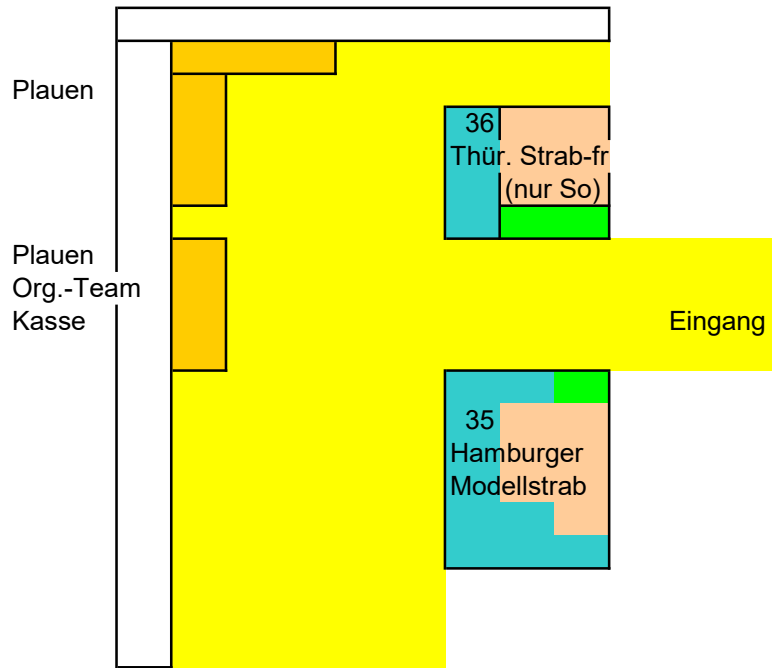 Plauen
36
Thür. Strab-fr
(nur So)
Plauen
Org.-Team
Kasse
Eingang
35
Hamburger
Modellstrab